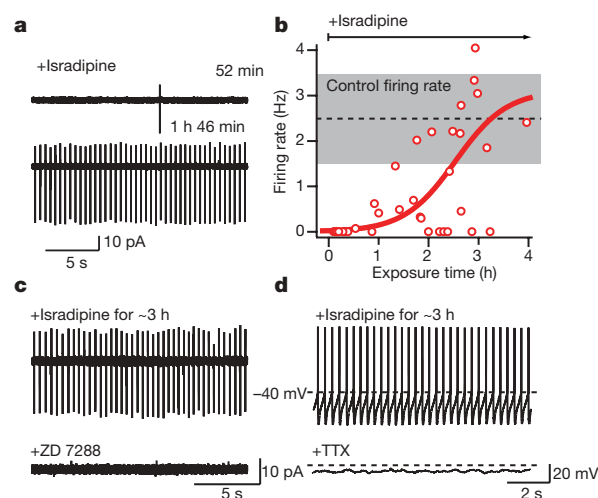 a
+Isradipine
52 min
1 h 46 min
10 pA
5 s
b
+Isradipine
Control firing rate
Firing rate (Hz)
4
3
2
1
0
0 1 2 3 4
Exposure time (h)
c
+Isradipine for ~3 h
+ZD 7288
10 pA
5 s
d
+Isradipine for ~3 h
−40 mV
+TTX
20 mV
2 s